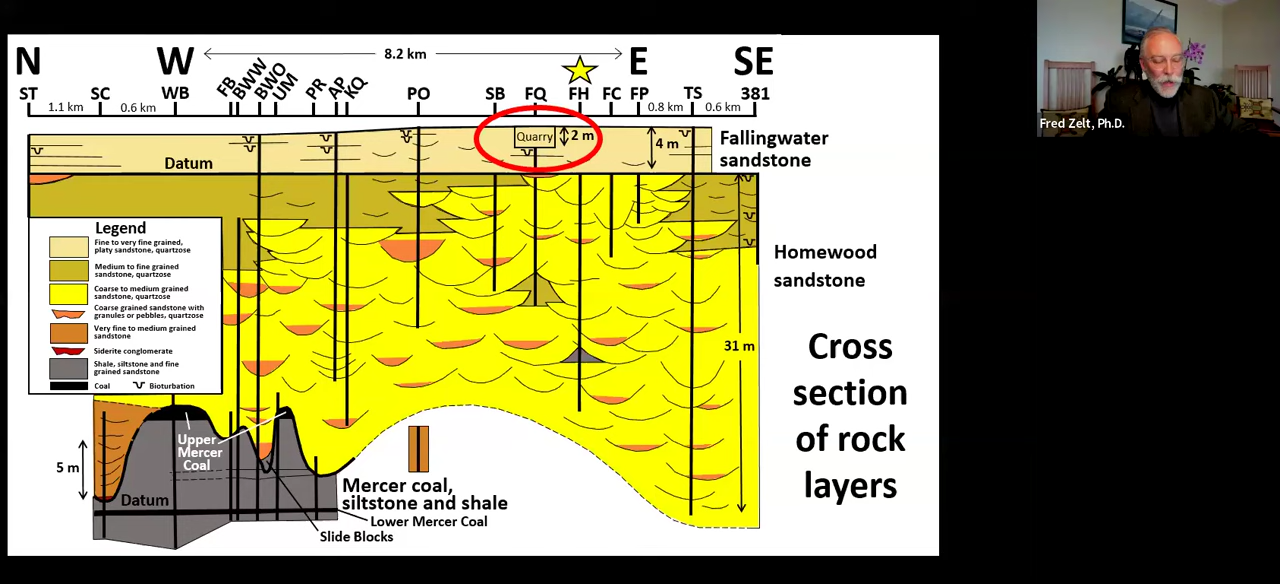 N
W
8.2 km
E
SE
ST
SC
WB
FB
BWW
BWO
UM
PR
AP
KQ
PO
SB
FQ
FH
FC
FP
TS
381
1.1 km
0.6 km
0.8 km
0.6 km
Fred Zelt, Ph.D.
Quarry
2 m
4 m
Datum
Fallingwater
sandstone
Legend
Fine to very fine grained,
platy sandstone, quartzose
Medium to fine grained
sandstone, quartzose
Coarse to medium grained
sandstone, quartzose
Coarse grained sandstone with
granules or pebbles, quartzose
Very fine to medium grained
sandstone
Siderite conglomerate
Shale, siltstone and fine
grained sandstone
Coal
Bioturbation
Homewood
sandstone
31 m
Cross
section
of rock
layers
Upper
Mercer
Coal
5 m
Datum
Mercer coal,
siltstone and shale
Lower Mercer Coal
Slide Blocks